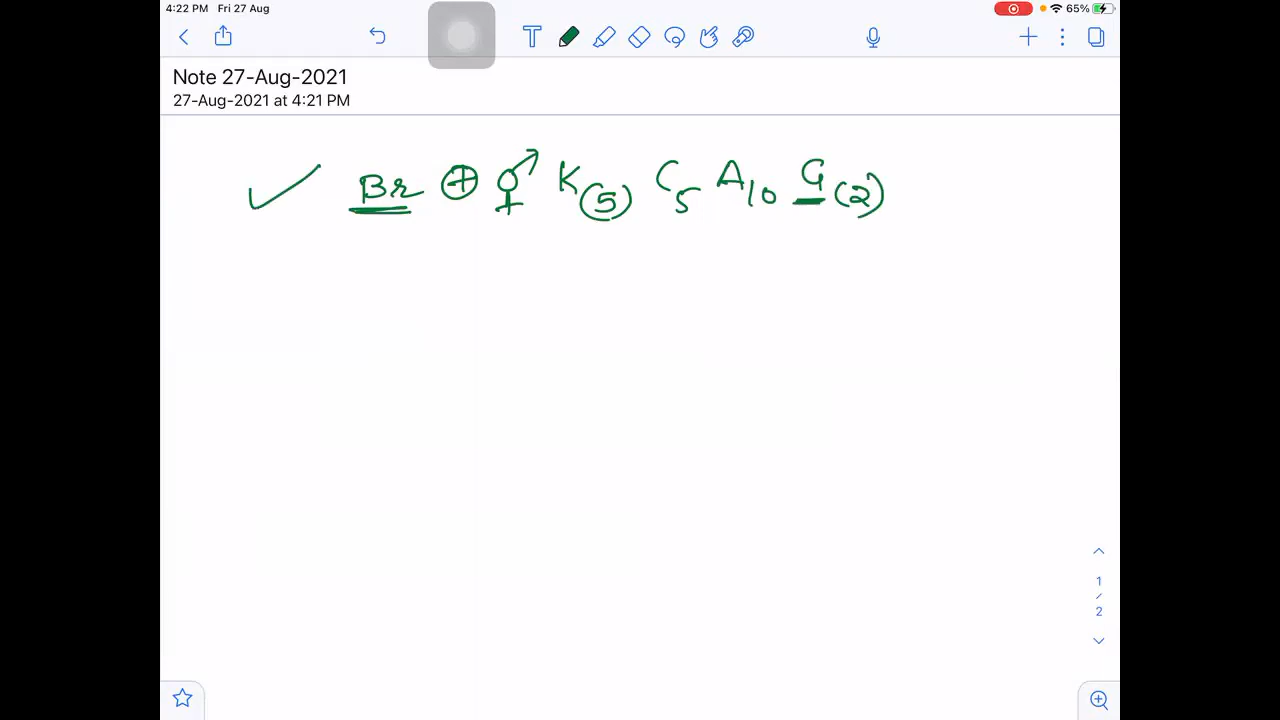 4:22 PM Fri 27 Aug 65%
T
Note 27-Aug-2021
27-Aug-2021 at 4:21 PM
Br ⊕ ⚥ K(5) C5 A10 G(2)
1
/
2